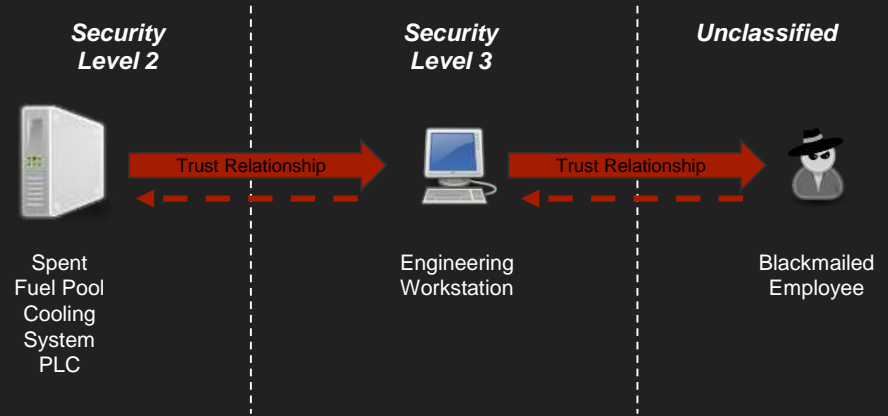 Security
Level 2
Security
Level 3
Unclassified
Trust Relationship
Trust Relationship
Spent
Fuel Pool
Cooling
System
PLC
Engineering
Workstation
Blackmailed
Employee